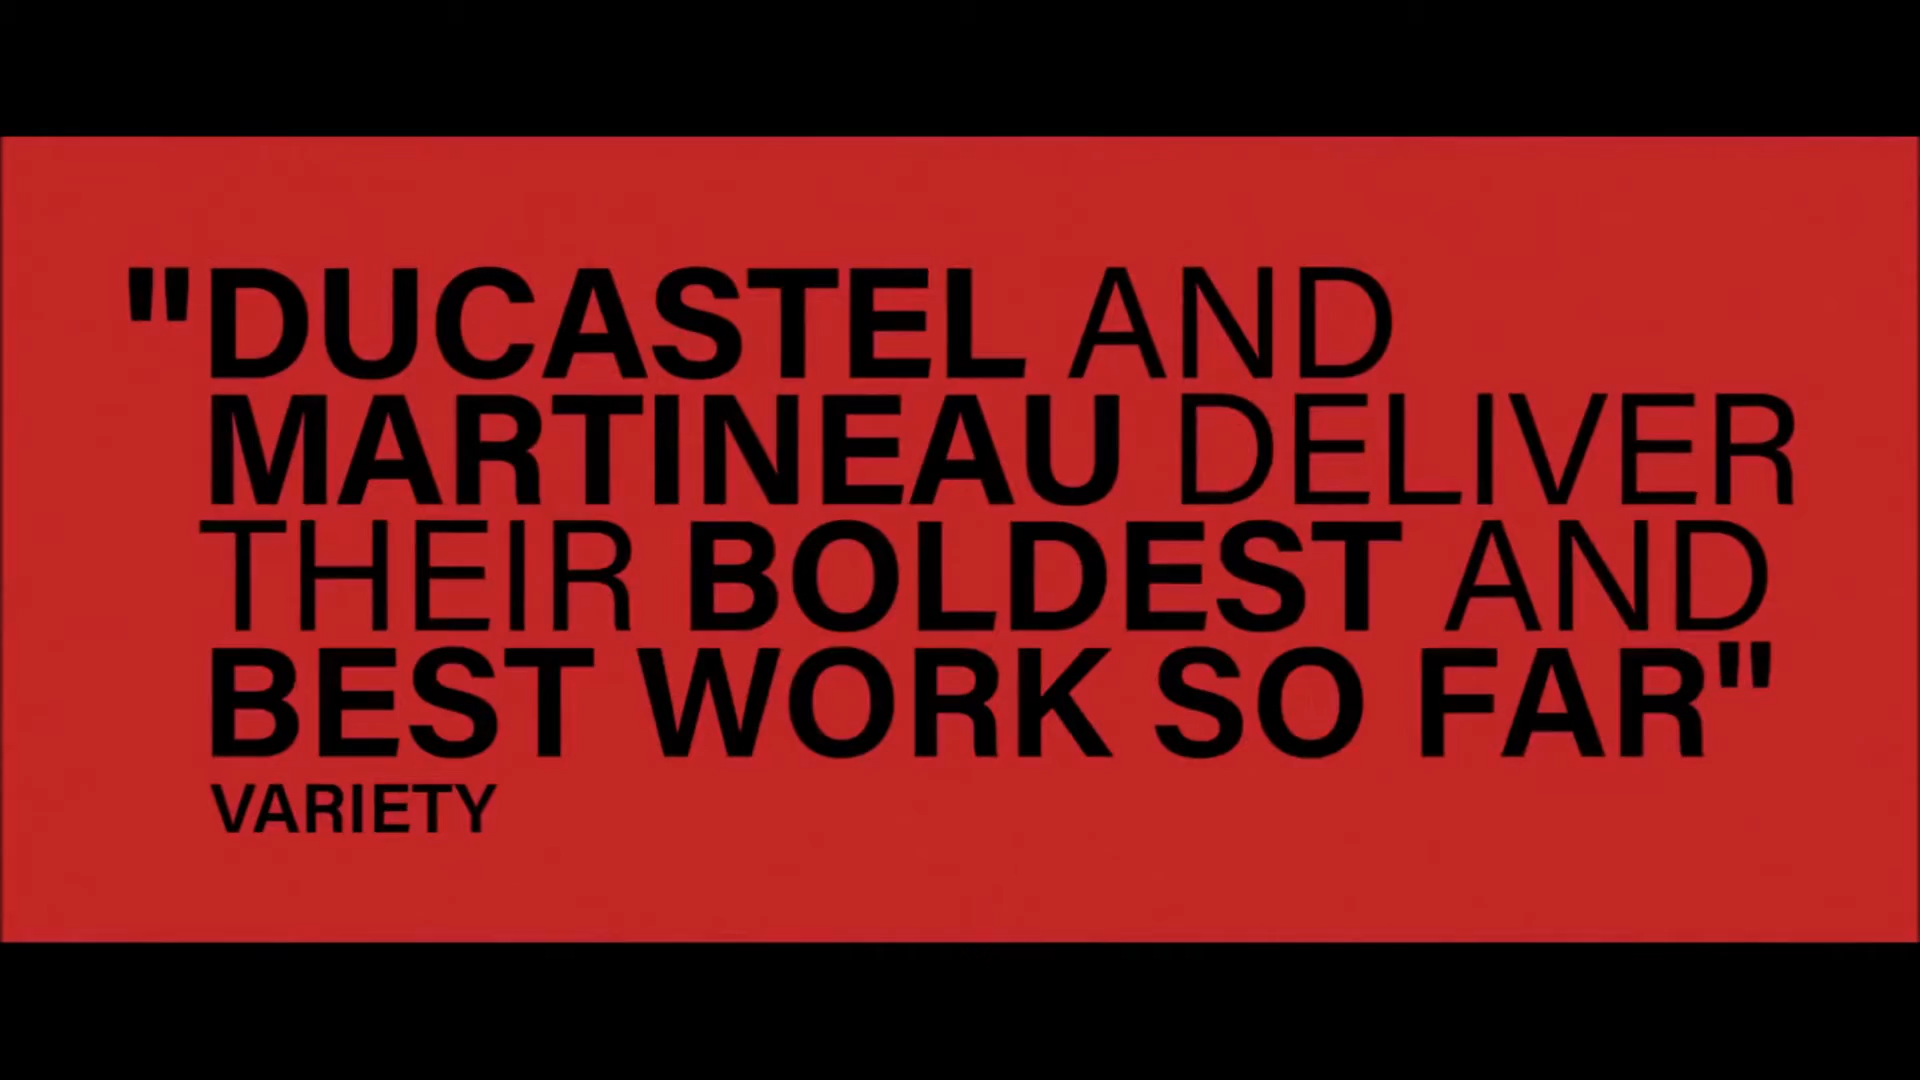 "DUCASTEL AND
MARTINEAU DELIVER
THEIR BOLDEST AND
BEST WORK SO FAR"
VARIETY